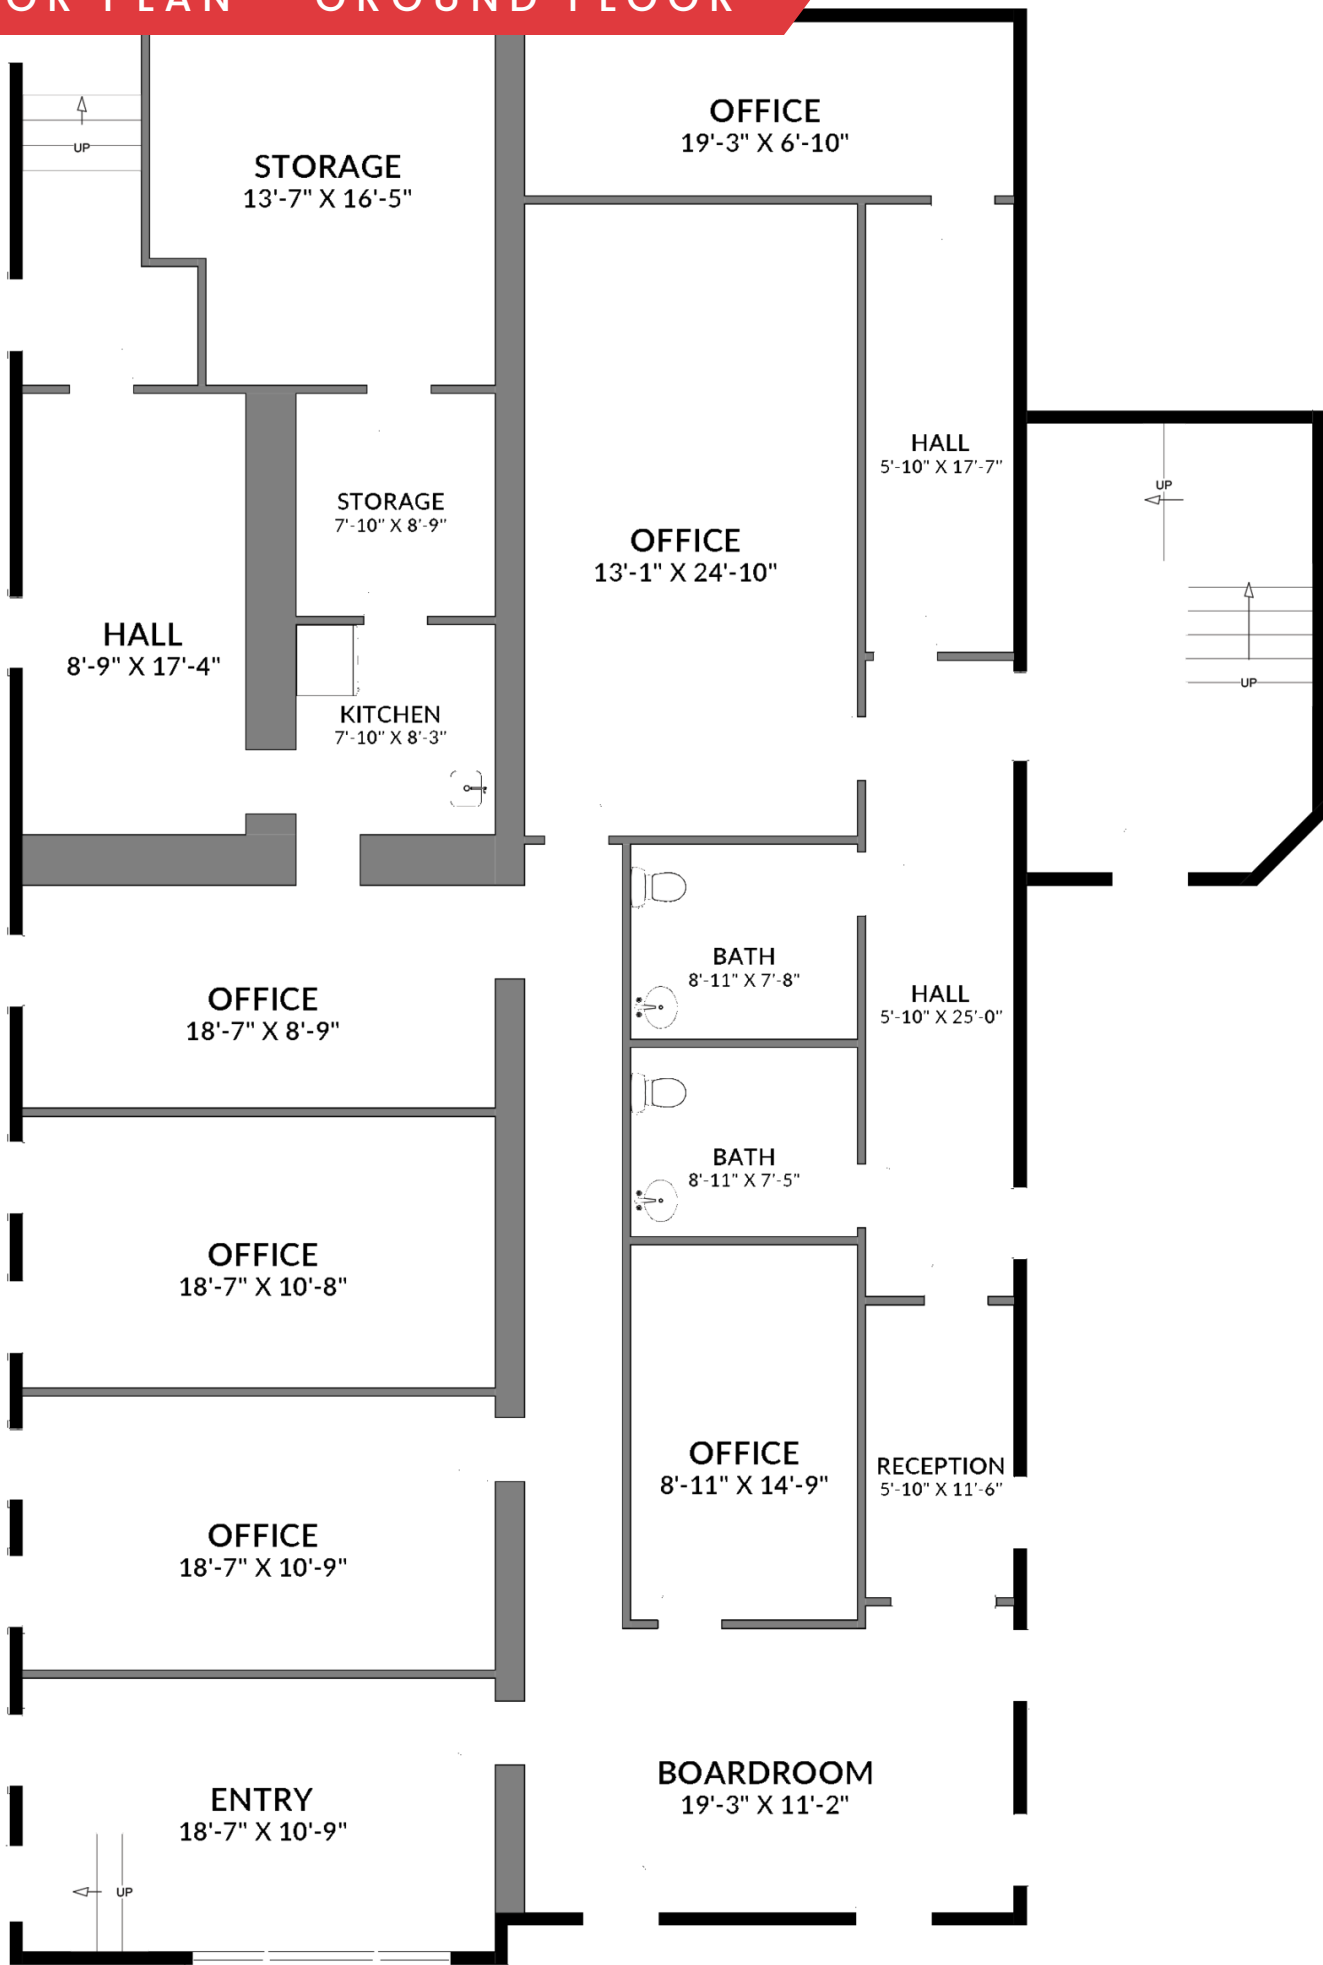 OR PLAN GROUND FLOOR
OFFICE
19'-3" X 6'-10"
UP
STORAGE
13'-7" X 16'-5"
HALL
5'-10" X 17'-7"
UP
STORAGE
7'-10" X 8'-9"
OFFICE
13'-1" X 24'-10"
HALL
8'-9" X 17'-4"
UP
KITCHEN
7'-10" X 8'-3"
BATH
8'-11" X 7'-8"
OFFICE
18'-7" X 8'-9"
HALL
5'-10" X 25'-0"
BATH
8'-11" X 7'-5"
OFFICE
18'-7" X 10'-8"
OFFICE
8'-11" X 14'-9"
RECEPTION
5'-10" X 11'-6"
OFFICE
18'-7" X 10'-9"
BOARDROOM
19'-3" X 11'-2"
ENTRY
18'-7" X 10'-9"
UP